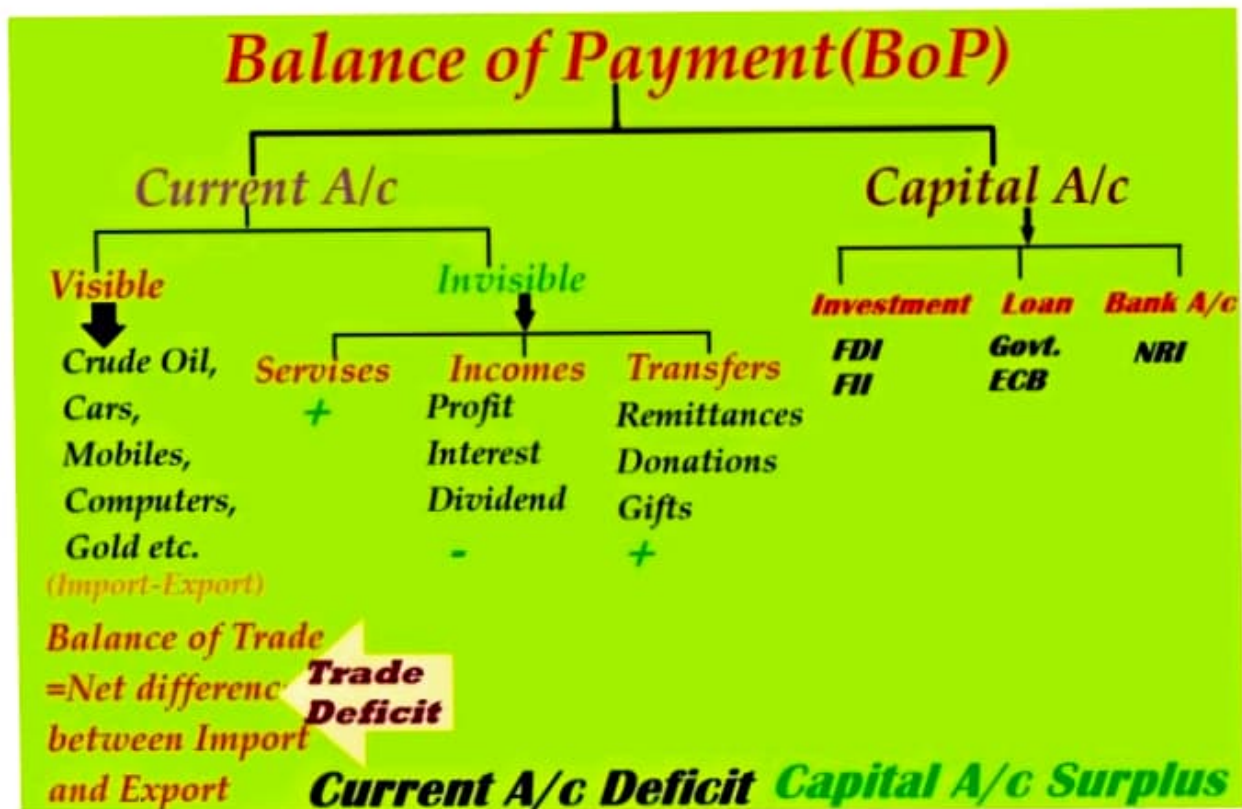 Balance of Payment(BoP)
Current A/c
Capital A/c
Visible
Invisible
Crude Oil,
Cars,
Mobiles,
Computers,
Gold etc.
(Import-Export)
Servises
+
Incomes
Profit
Interest
Dividend
-
Transfers
Remittances
Donations
Gifts
+
Investment
FDI
FII
Loan
Govt.
ECB
Bank A/c
NRI
Balance of Trade
=Net differenc
between Import
and Export
Trade
Deficit
Current A/c Deficit
Capital A/c Surplus